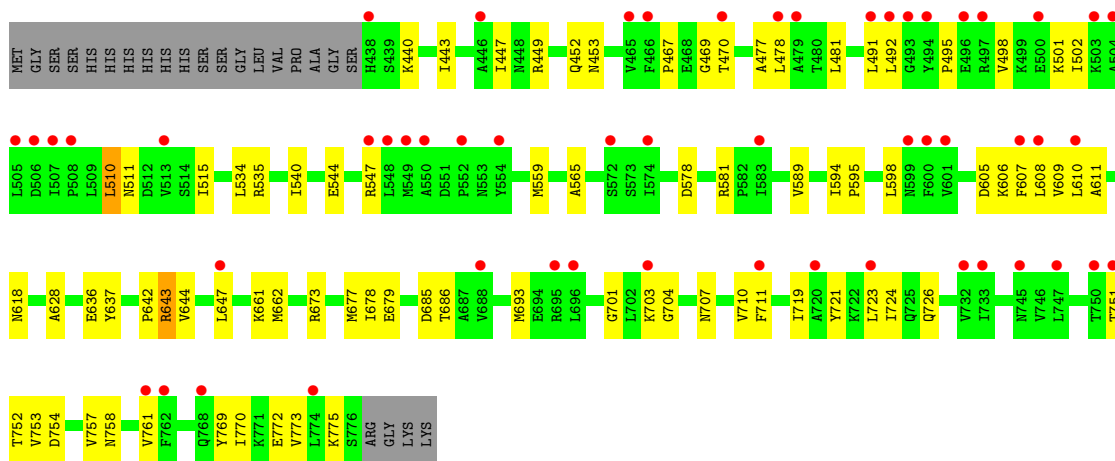 MET GLY SER SER HIS HIS HIS HIS HIS HIS SER SER GLY LEU VAL PRO ALA GLY SER H438 S439 K440 I443 A446 I447 N448 R449 Q452 N453 V465 F466 P467 E468 G469 T470 A477 L478 A479 T480 L481 L491 L492 G493 Y494 P495 E496 R497 V498 K499 E500 K501 I502 K503 A504
L505 D506 I507 P508 L509 L510 N511 D512 V513 S514 I515 L534 R535 I540 E544 R547 L548 M549 A550 D551 P552 N553 Y554 M559 A565 S572 S573 I574 D578 R581 P582 I583 V589 I594 P595 L598 N599 F600 V601 D605 K606 F607 L608 V609 L610 A611
N618 A628 E636 Y637 P642 R643 V644 L647 K661 M662 R673 M677 I678 E679 D685 T686 A687 V688 M693 E694 R695 L696 G701 L702 K703 G704 N707 V710 F711 I719 A720 Y721 K722 L723 I724 Q725 Q726 V732 I733 N745 V746 L747 T750 T751
T752 V753 D754 V757 N758 V761 F762 Q768 Y769 I770 K771 E772 V773 L774 K775 S776 ARG GLY LYS LYS